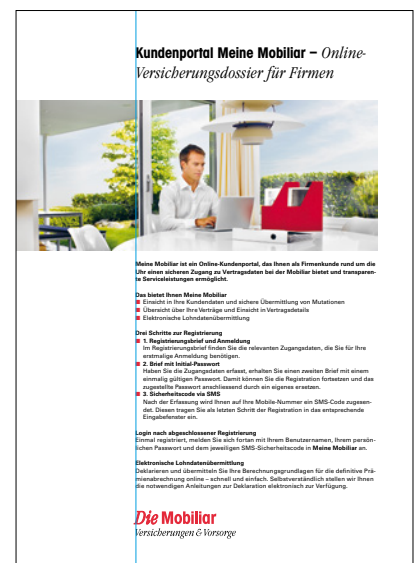 Kundenportal Meine Mobiliar – Online-
Versicherungsdossier für Firmen
Meine Mobiliar ist ein Online-Kundenportal, das Ihnen als Firmenkunde rund um die
Uhr einen sicheren Zugang zu Vertragsdaten bei der Mobiliar bietet und transparen-
te Serviceleistungen ermöglicht.
Das bietet Ihnen Meine Mobiliar
Einsicht in Ihre Kundendaten und sichere Übermittlung von Mutationen
Übersicht über Ihre Verträge und Einsicht in Vertragsdetails
Elektronische Lohndatenübermittlung
Drei Schritte zur Registrierung
1. Registrierungsbrief und Anmeldung
Im Registrierungsbrief finden Sie die relevanten Zugangsdaten, die Sie für Ihre
erstmalige Anmeldung benötigen.
2. Brief mit Initial-Passwort
Haben Sie die Zugangsdaten erfasst, erhalten Sie einen zweiten Brief mit einem
einmalig gültigen Passwort. Damit können Sie die Registration fortsetzen und das
zugestellte Passwort anschliessend durch ein eigenes ersetzen.
3. Sicherheitscode via SMS
Nach der Erfassung wird Ihnen auf Ihre Mobile-Nummer ein SMS-Code zugesen-
det. Diesen tragen Sie als letzten Schritt der Registration in das entsprechende
Eingabefenster ein.
Login nach abgeschlossener Registrierung
Einmal registriert, melden Sie sich fortan mit Ihrem Benutzernamen, Ihrem persön-
lichen Passwort und dem jeweiligen SMS-Sicherheitscode in Meine Mobiliar an.
Elektronische Lohndatenübermittlung
Deklarieren und übermitteln Sie Ihre Berechnungsgrundlagen für die definitive Prä-
mienabrechnung online – schnell und einfach. Selbstverständlich stellen wir Ihnen
die notwendigen Anleitungen zur Deklaration elektronisch zur Verfügung.
Die Mobiliar
Versicherungen & Vorsorge